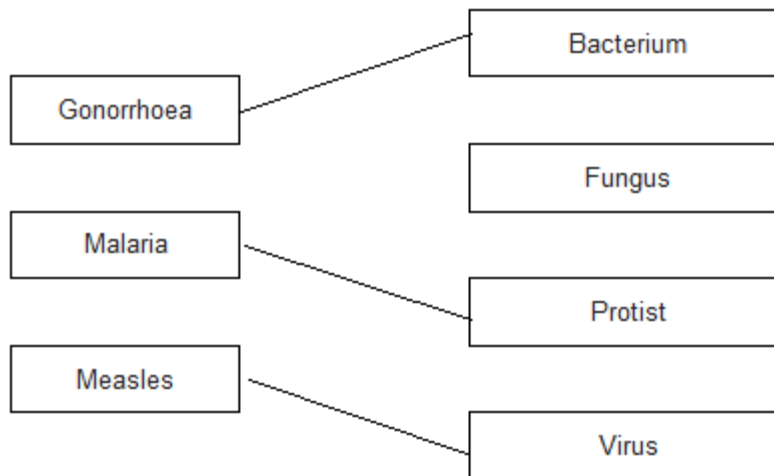 Bacterium
Gonorrhoea
Fungus
Malaria
Protist
Measles
Virus